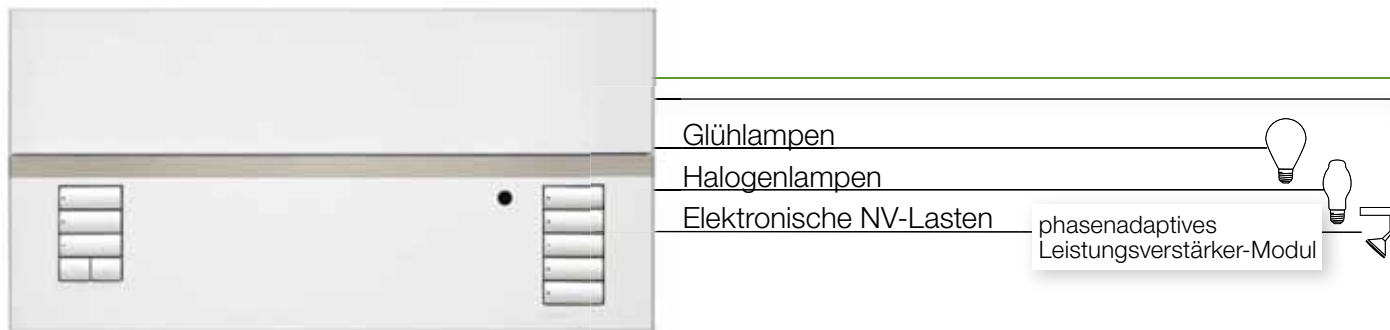 Glühlampen
Halogenlampen
Elektronische NV-Lasten
phasenadaptives
Leistungsverstärker-Modul